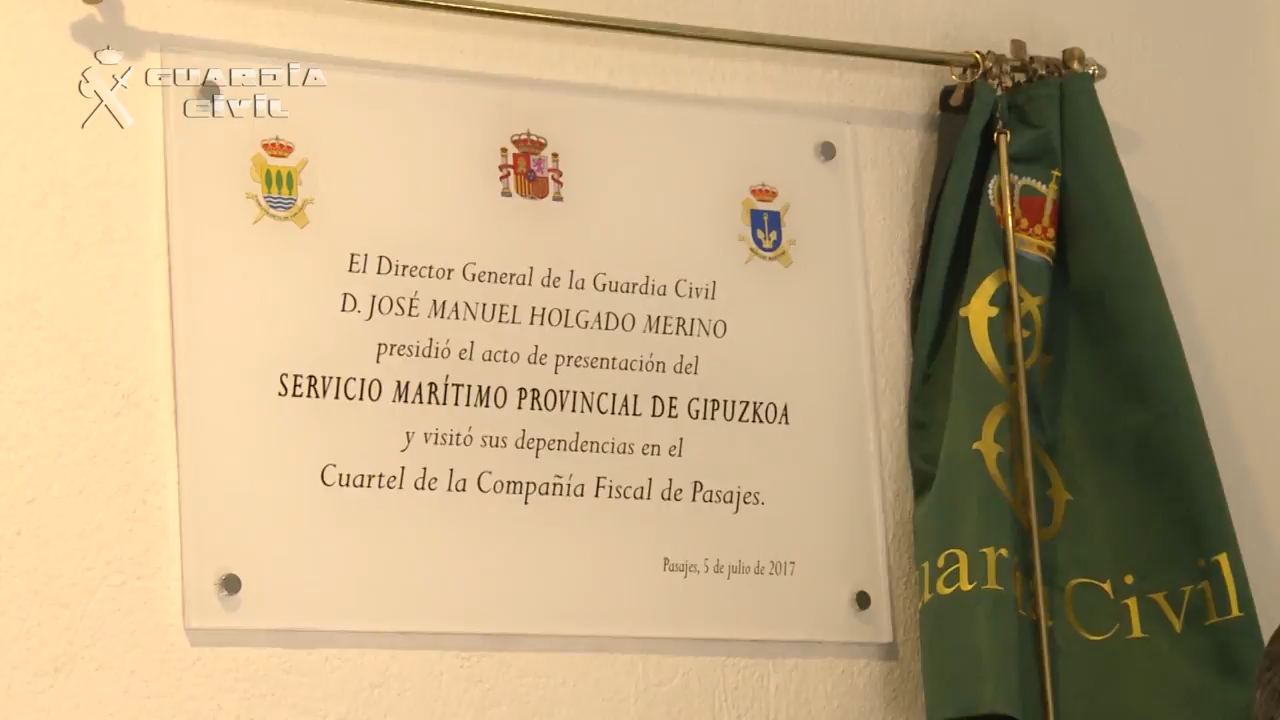 GUARDIA
CIVIL
El Director General de la Guardia Civil
D. JOSÉ MANUEL HOLGADO MERINO
presidió el acto de presentación del
SERVICIO MARÍTIMO PROVINCIAL DE GIPUZKOA
y visitó sus dependencias en el
Cuartel de la Compañía Fiscal de Pasajes.
Pasajes, 5 de julio de 2017
Civil